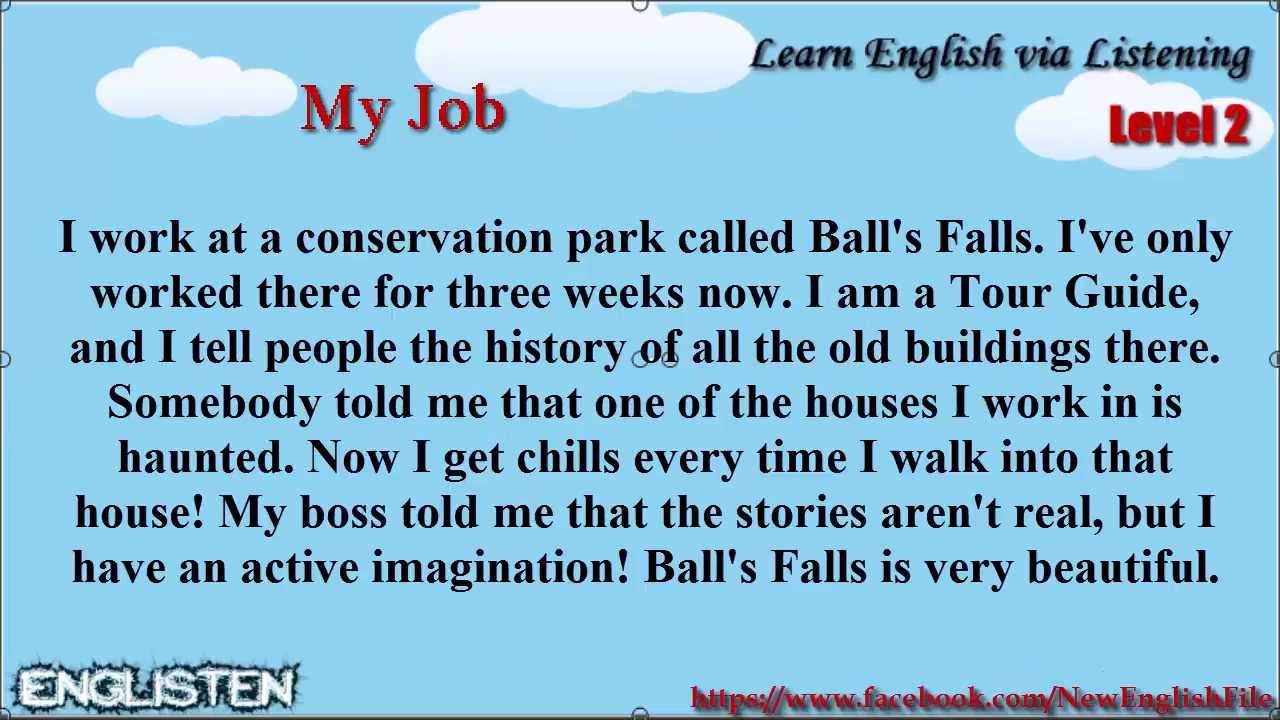 Learn English via Listening
My Job
Level 2
I work at a conservation park called Ball's Falls. I've only
worked there for three weeks now. I am a Tour Guide,
and I tell people the history of all the old buildings there.
Somebody told me that one of the houses I work in is
haunted. Now I get chills every time I walk into that
house! My boss told me that the stories aren't real, but I
have an active imagination! Ball's Falls is very beautiful.
ENGLISTEN
https://www.facebook.com/NewEnglishFile